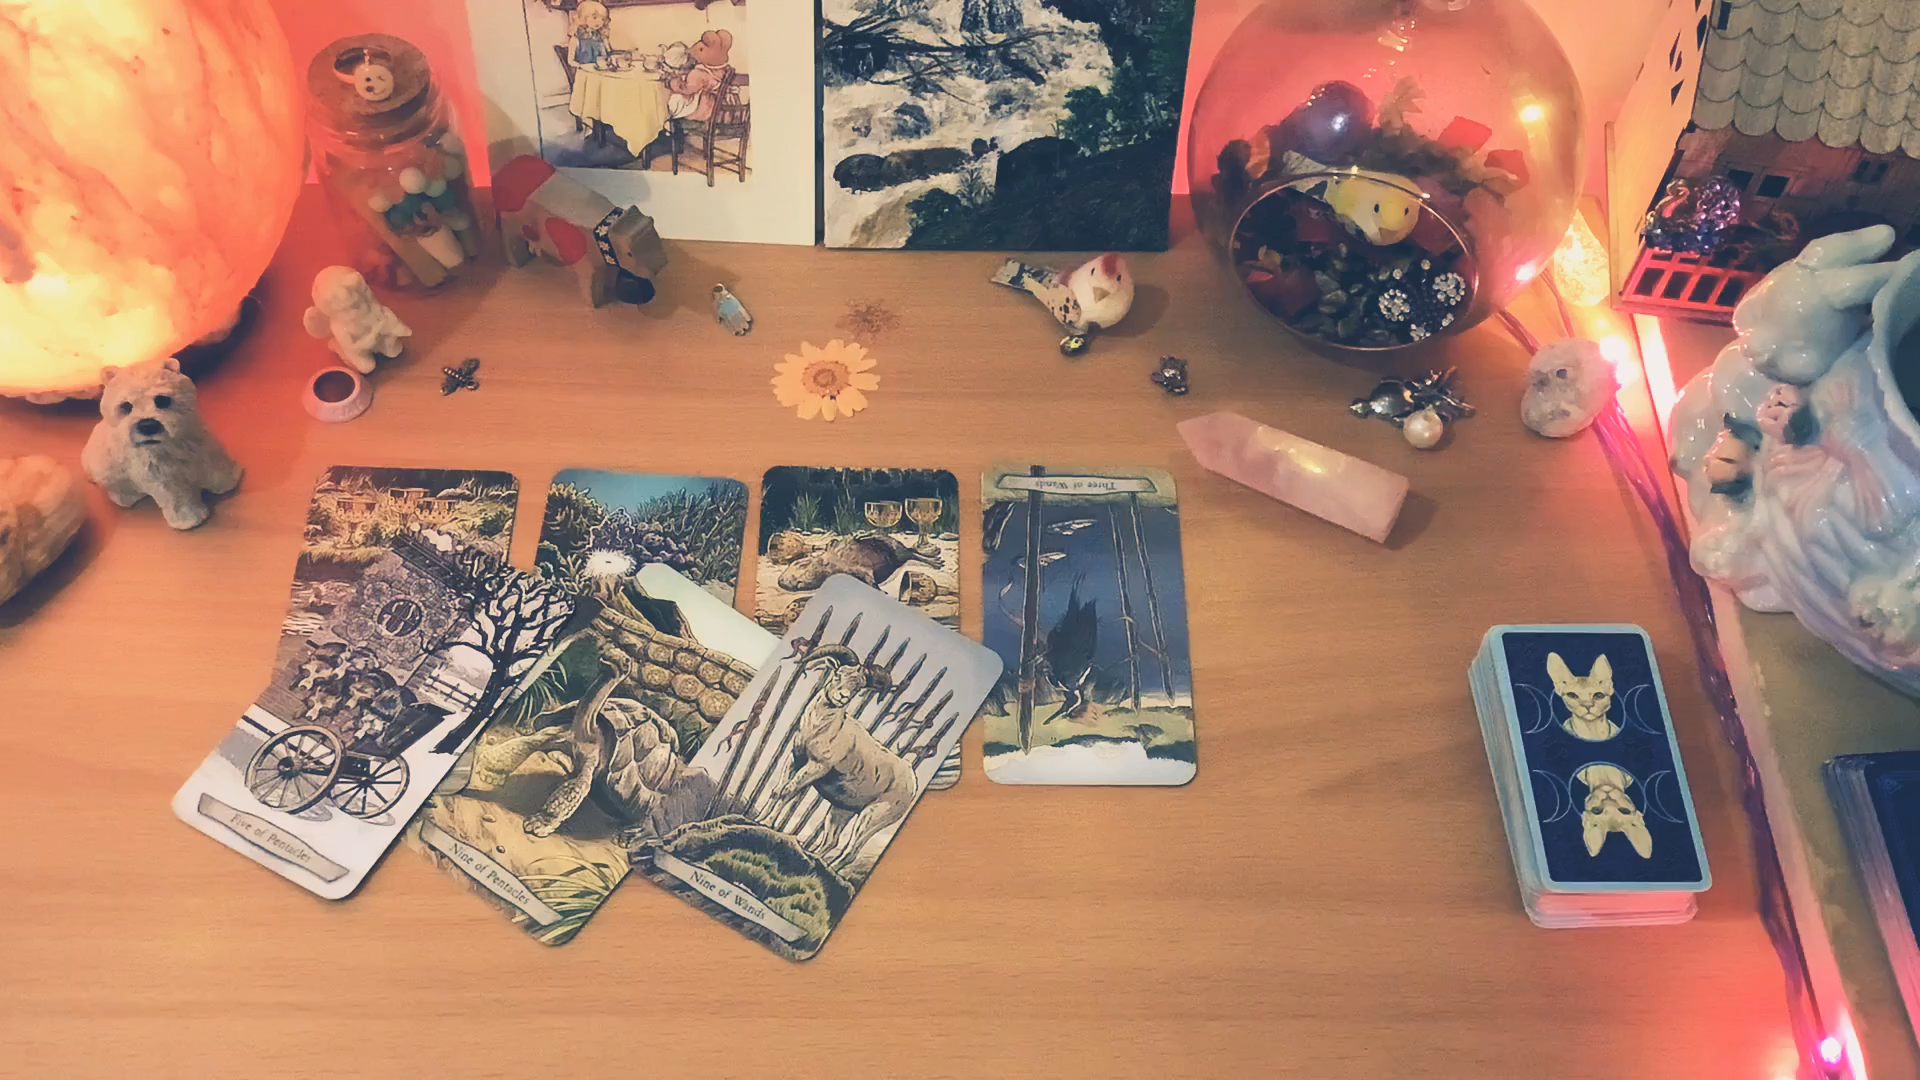 Three of Wands
Five of Pentacles
Nine of Pentacles
Nine of Wands